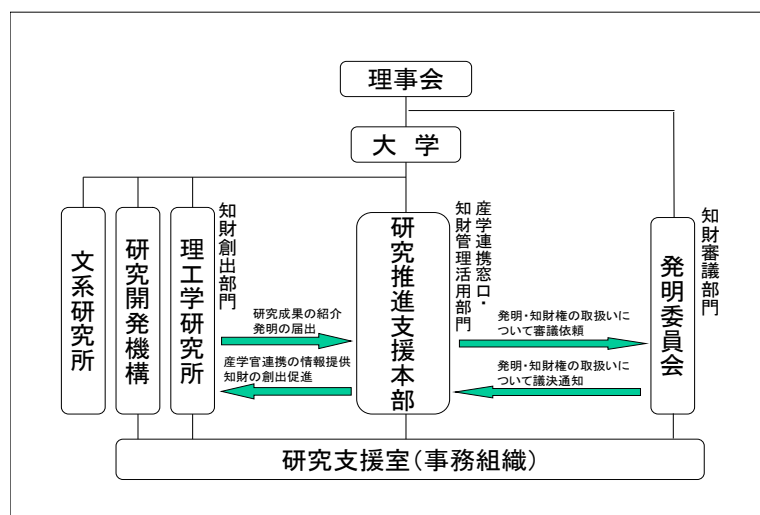 理事会
大 学
文系研究所
研究開発機構
理工学研究所
知財創出部門
研究推進支援本部
産学連携窓口・
知財管理活用部門
発明委員会
知財審議部門
研究成果の紹介
発明の届出
産学官連携の情報提供
知財の創出促進
発明・知財権の取扱いに
ついて審議依頼
発明・知財権の取扱いに
ついて議決通知
研究支援室(事務組織)